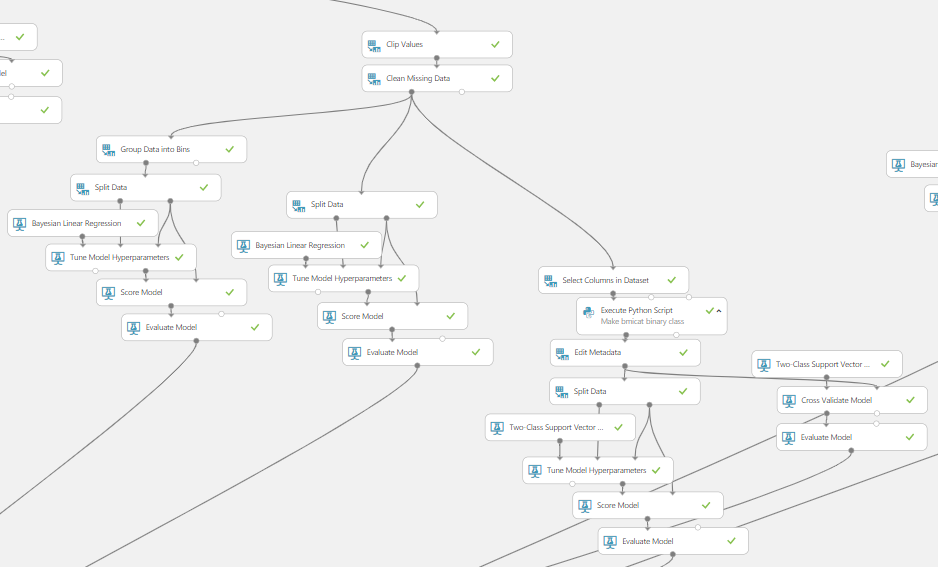 Clip Values
Clean Missing Data
Group Data into Bins
Split Data
Bayesian Linear Regression
Tune Model Hyperparameters
Score Model
Evaluate Model
Split Data
Bayesian Linear Regression
Tune Model Hyperparameters
Score Model
Evaluate Model
Select Columns in Dataset
Execute Python Script
Make bmicat binary class
Edit Metadata
Split Data
Two-Class Support Vector ...
Tune Model Hyperparameters
Score Model
Evaluate Model
Two-Class Support Vector ...
Cross Validate Model
Evaluate Model
Bayesian